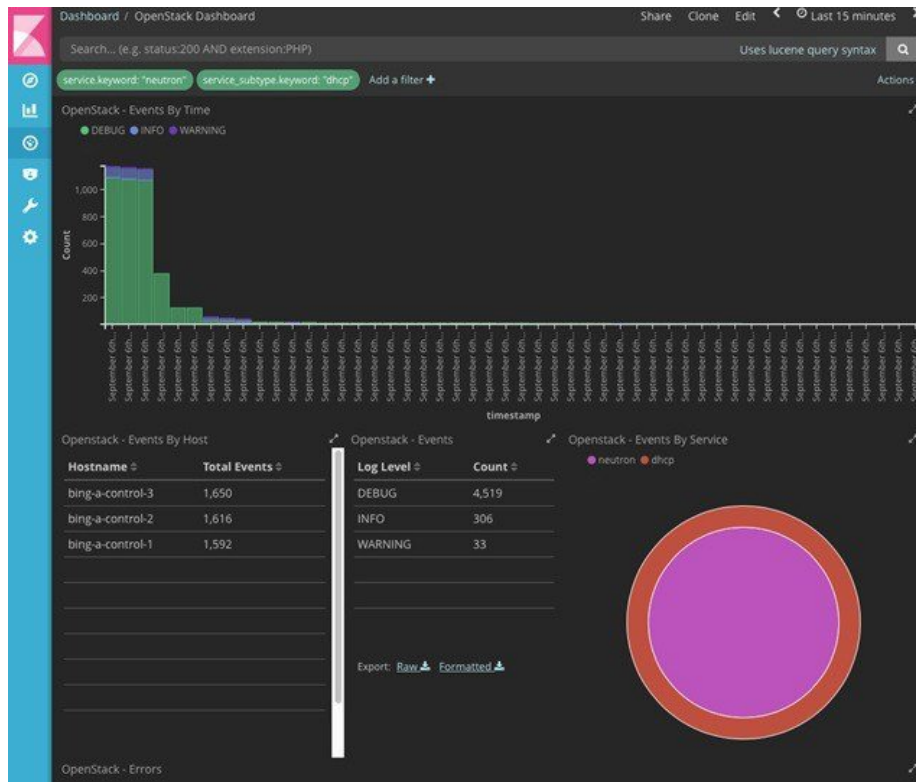 Dashboard / OpenStack Dashboard
Share Clone Edit Last 15 minutes
Search... (e.g. status:200 AND extension:PHP)
Uses lucene query syntax
service.keyword: "neutron" service_subtype.keyword: "dhcp" Add a filter
Actions
OpenStack - Events By Time
DEBUG INFO WARNING
1,000
800
600
400
200
Count
timestamp
Openstack - Events By Host
Hostname Total Events
bing-a-control-3 1,650
bing-a-control-2 1,616
bing-a-control-1 1,592
Openstack - Events
Log Level Count
DEBUG 4,519
INFO 306
WARNING 33
Export: Raw Formatted
Openstack - Events By Service
neutron dhcp
OpenStack - Errors